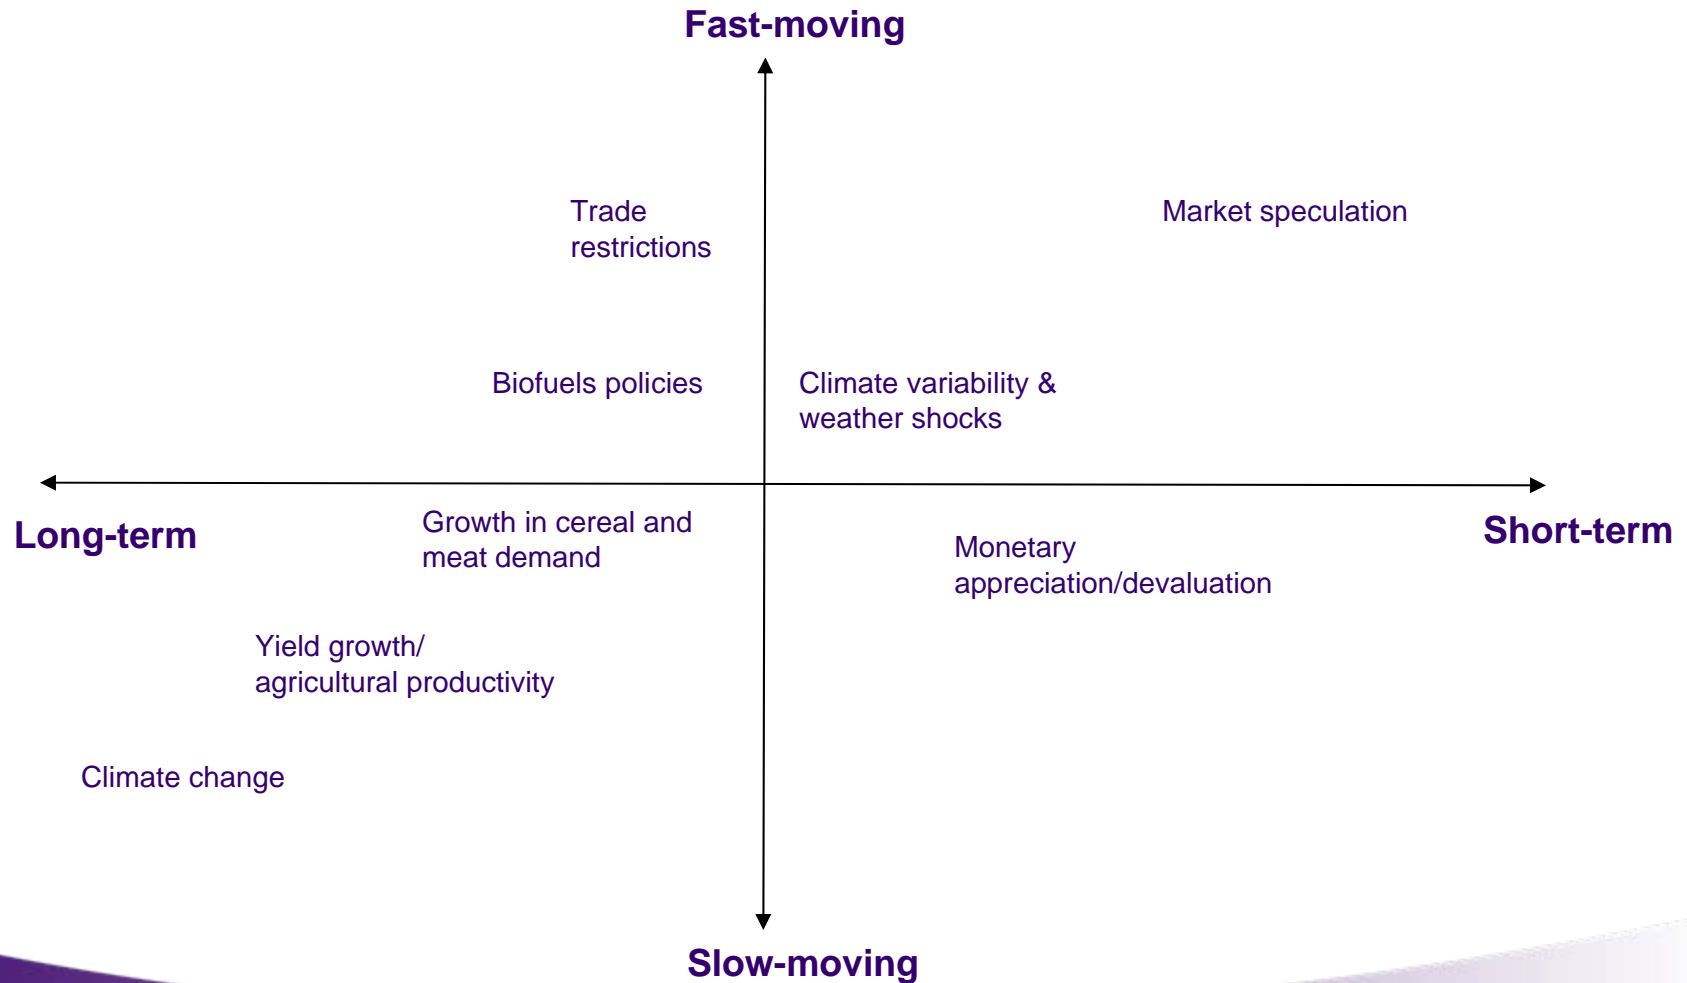 Fast-moving
Trade
restrictions
Market speculation
Biofuels policies
Climate variability &
weather shocks
Long-term
Growth in cereal and
meat demand
Monetary
appreciation/devaluation
Short-term
Yield growth/
agricultural productivity
Climate change
Slow-moving